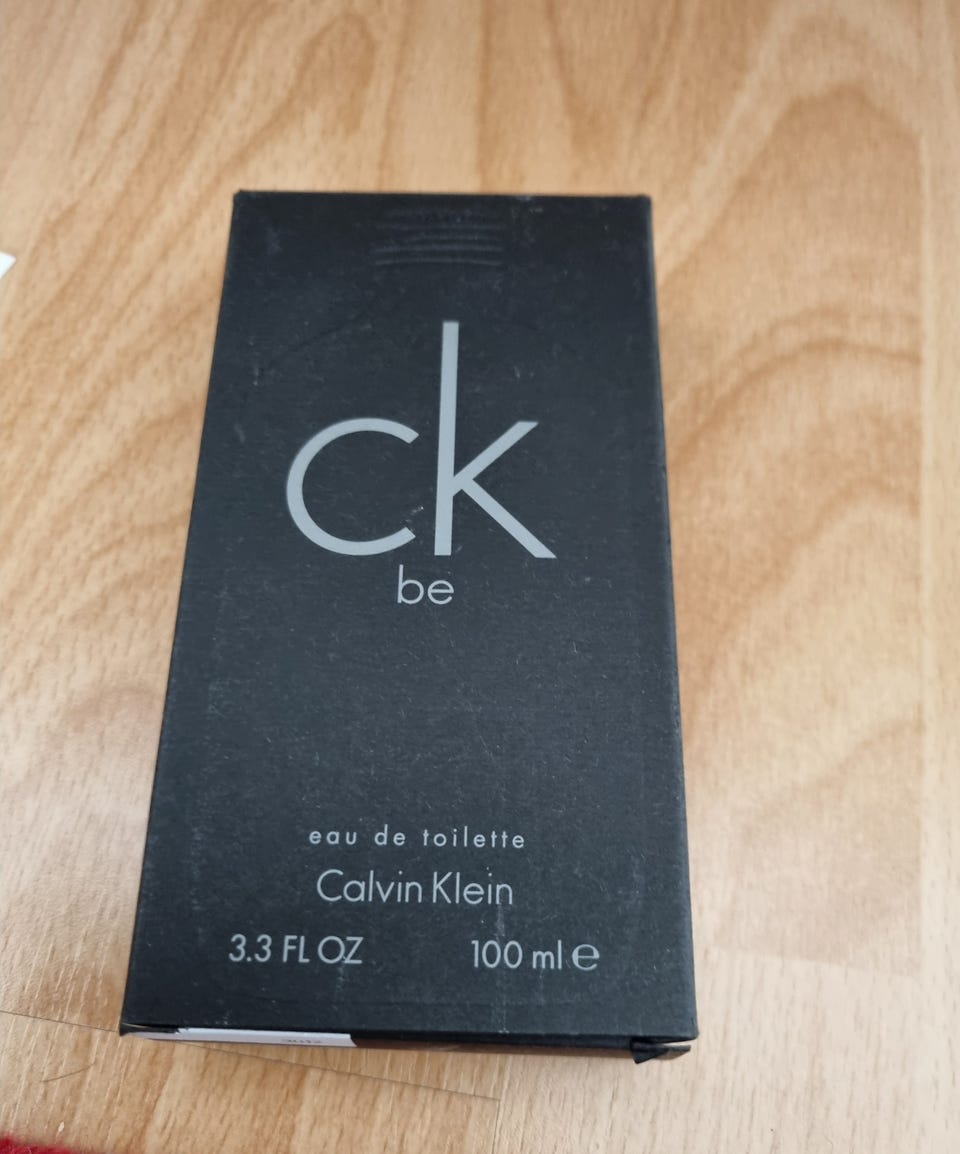 ck
be
eau de toilette
Calvin Klein
3.3 FL OZ 100 ml ℮